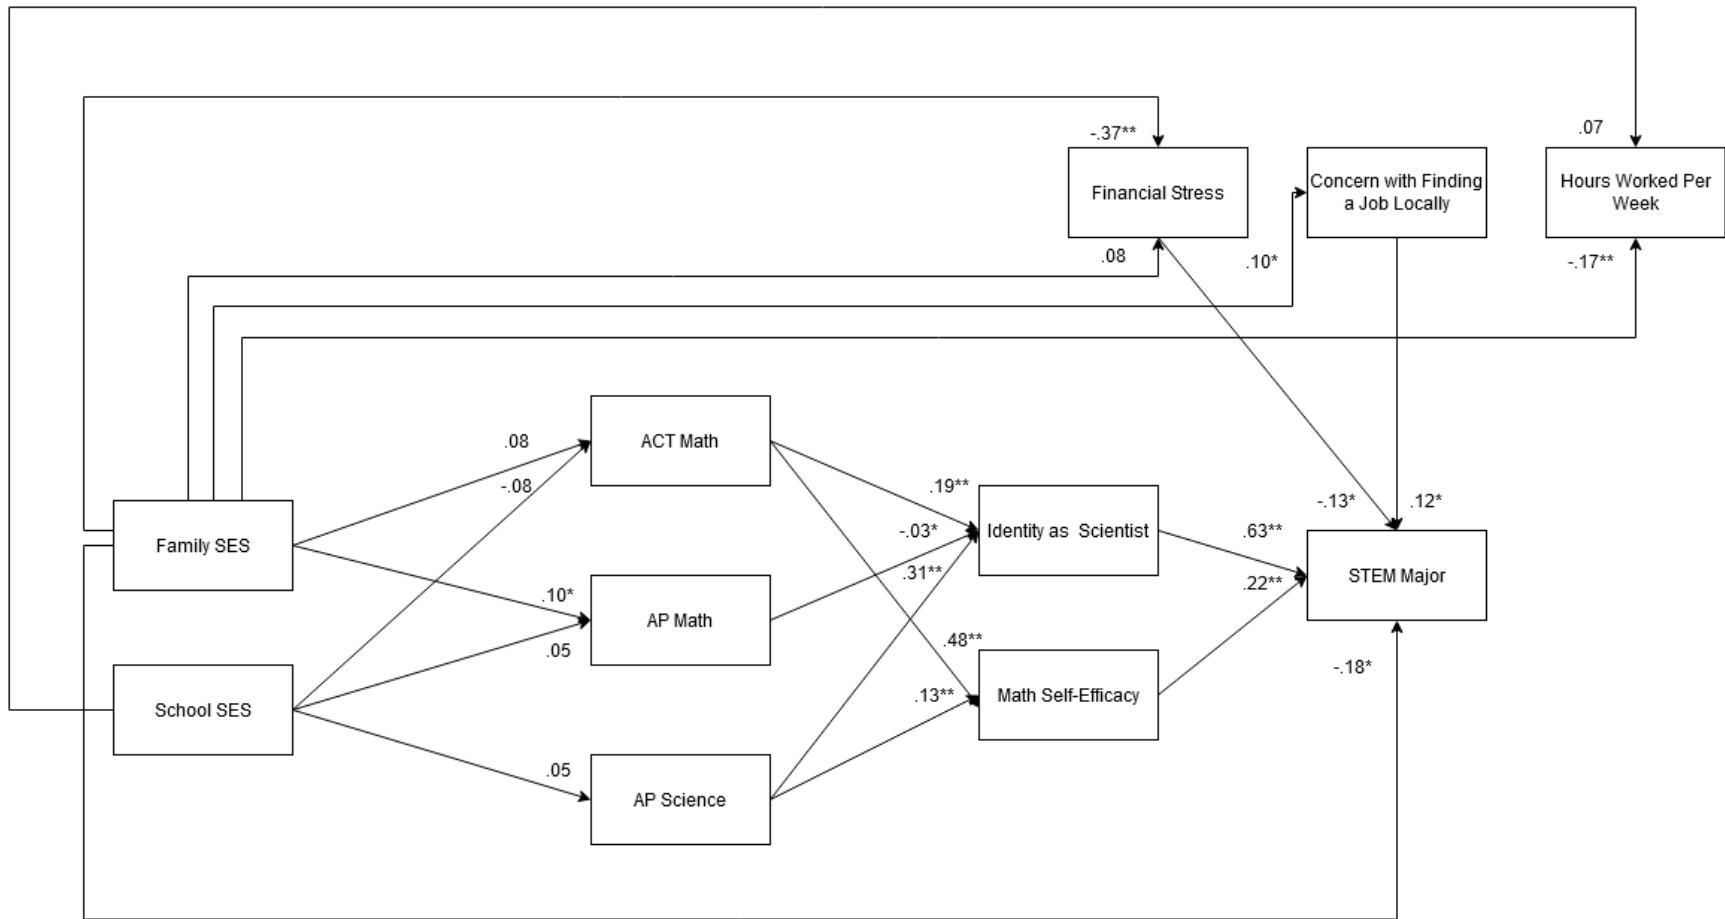 .07
-.37**
Financial Stress
Concern with Finding
a Job Locally
Hours Worked Per
Week
.08
.10*
-.17**
.08
ACT Math
-.08
.19**
-.13*
.12*
Family SES
-.03*
Identity as  Scientist
.63**
.31**
STEM Major
.10*
.22**
AP Math
.05
.48**
-.18*
School SES
.13**
Math Self-Efficacy
.05
AP Science